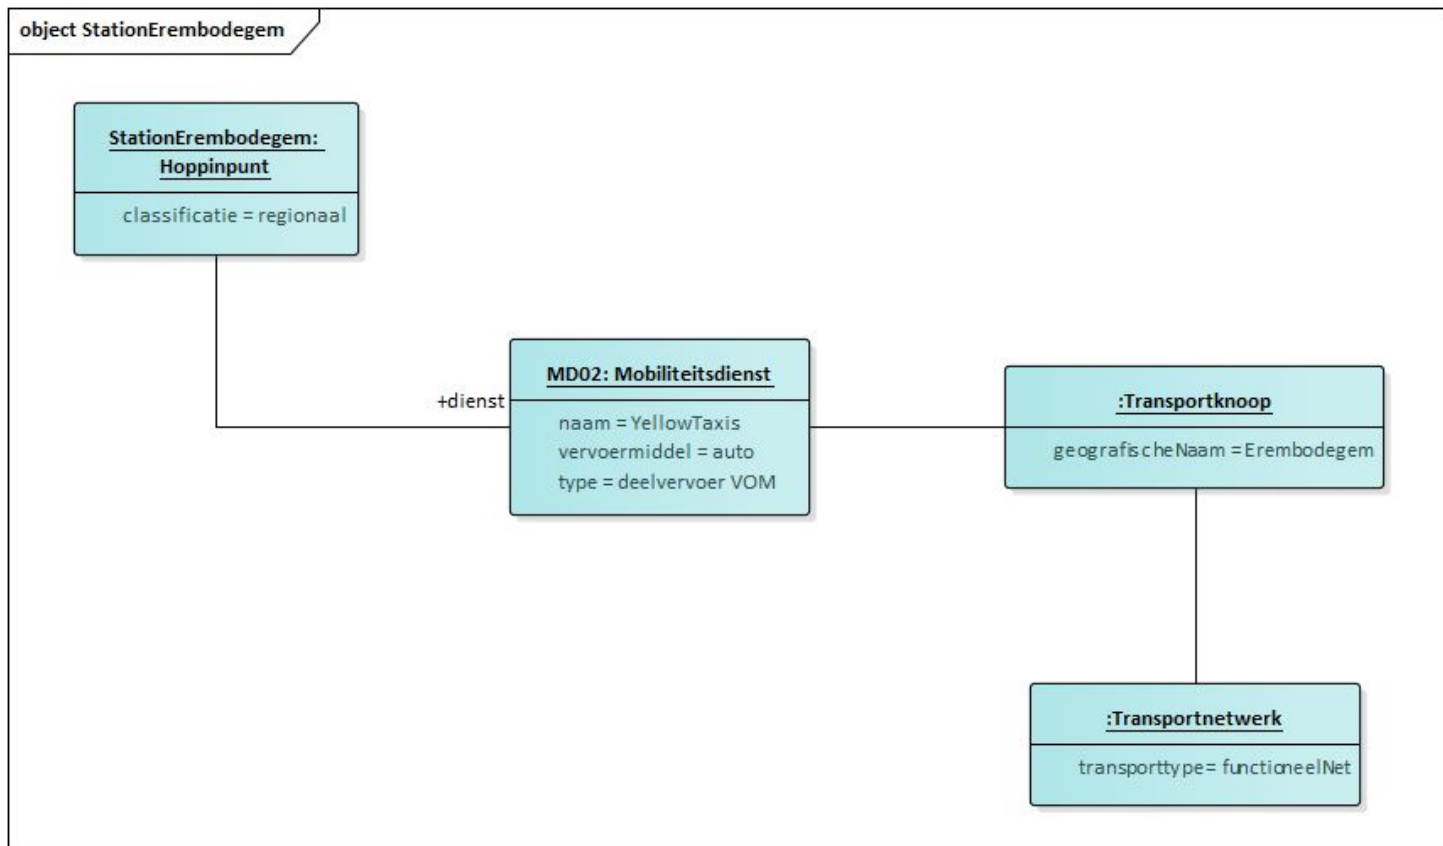 object StationErembodegem
StationErembodegem:
Hoppinpunt
classificatie = regionaal
+dienst
MD02: Mobiliteitsdienst
naam = YellowTaxis
vervoermiddel = auto
type = deelvervoer VOM
:Transportknoop
geografischeNaam = Erembodegem
:Transportnetwerk
transporttype= functioneelNet